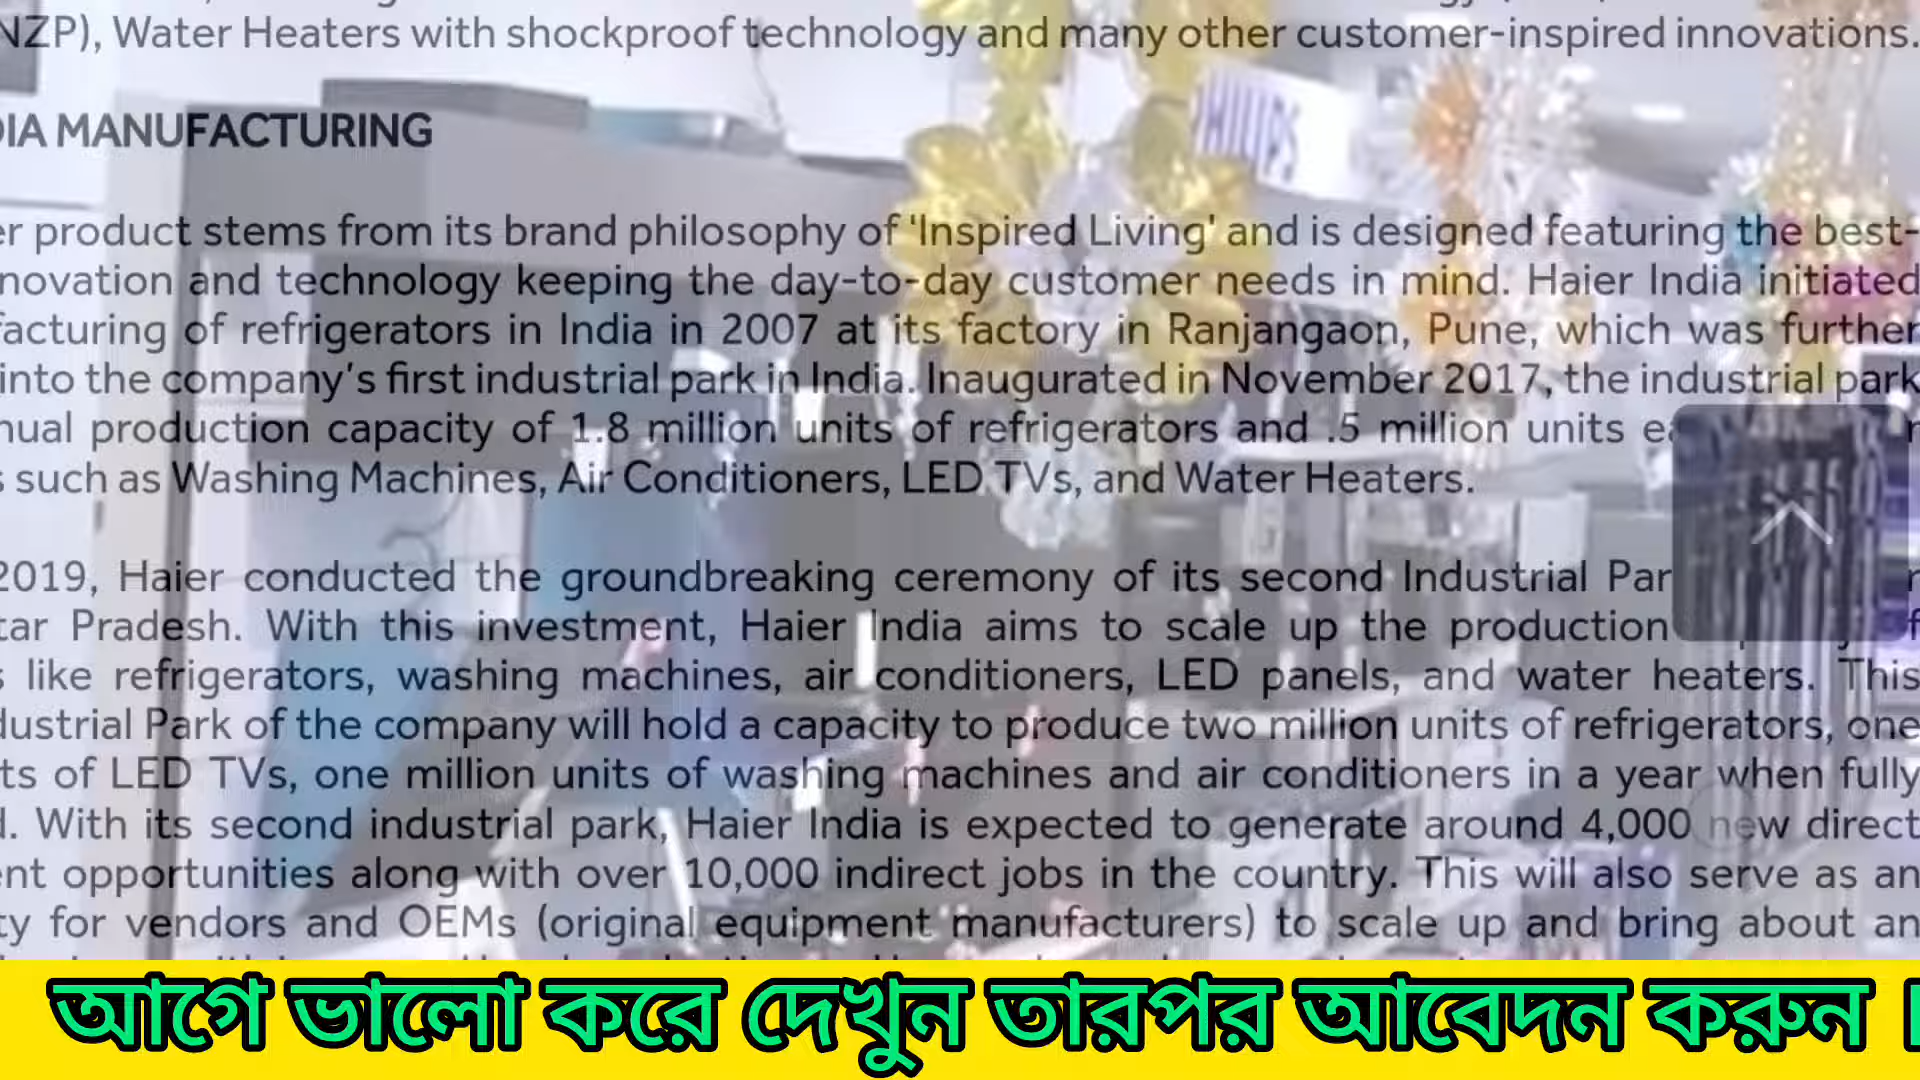 NZP), Water Heaters with shockproof technology and many other customer-inspired innovations.
MANUFACTURING
PHILIPS
product stems from its brand philosophy of 'Inspired Living' and is designed featuring the best-
and technology keeping the day-to-day customer needs in mind. Haier India initiated
of refrigerators in India in 2007 at its factory in Ranjangaon, Pune, which was further
into the company's first industrial park in India. Inaugurated in November 2017, the industrial park
production capacity of 1.8 million units of refrigerators and .5 million units
such as Washing Machines, Air Conditioners, LED TVs, and Water Heaters.
2019, Haier conducted the groundbreaking ceremony of its second Industrial
Pradesh. With this investment, Haier India aims to scale up the production
like refrigerators, washing machines, air conditioners, LED panels, and water heaters. This
Park of the company will hold a capacity to produce two million units of refrigerators, one
of LED TVs, one million units of washing machines and air conditioners in a year when fully
With its second industrial park, Haier India is expected to generate around 4,000 new direct
opportunities along with over 10,000 indirect jobs in the country. This will also serve as an
for vendors and OEMs (original equipment manufacturers) to scale up and bring about an
আগে ভালো করে দেখুন তারপর আবেদন করুন ।